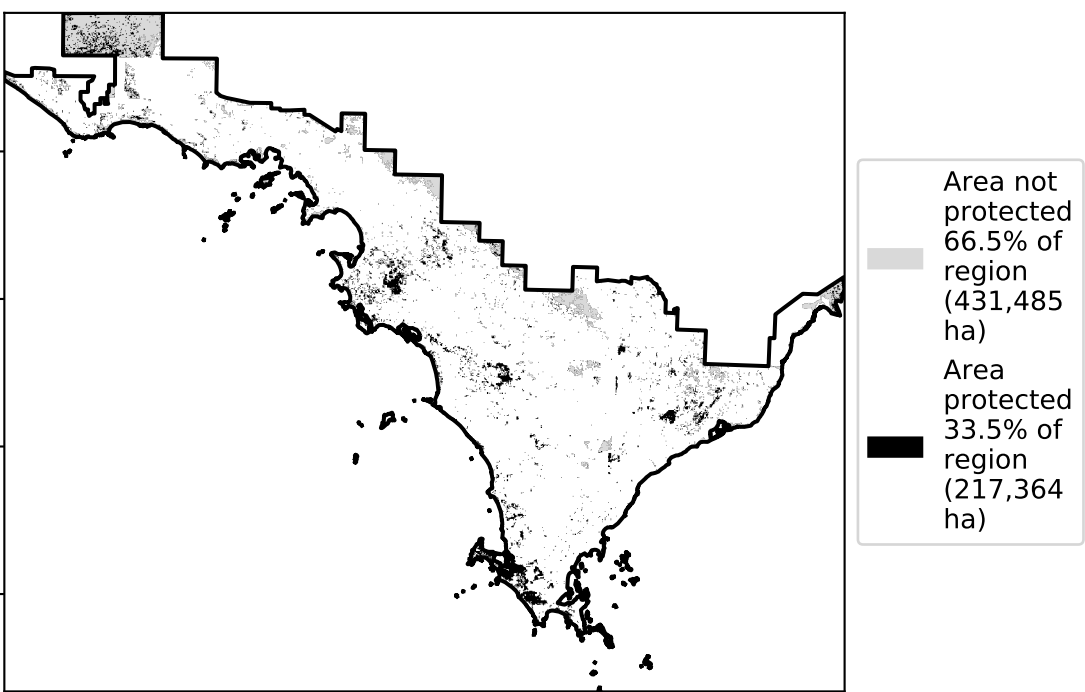 Area not
protected
66.5% of
region
(431,485
ha)
Area
protected
33.5% of
region
(217,364
ha)